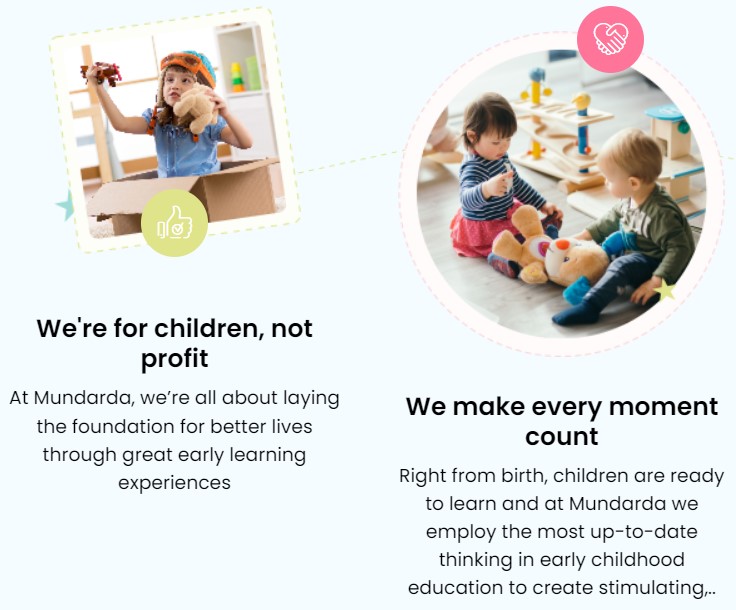 We're for children, not
profit
At Mundarda, we’re all about laying
the foundation for better lives
through great early learning
experiences
We make every moment
count
Right from birth, children are ready
to learn and at Mundarda we
employ the most up-to-date
thinking in early childhood
education to create stimulating,..